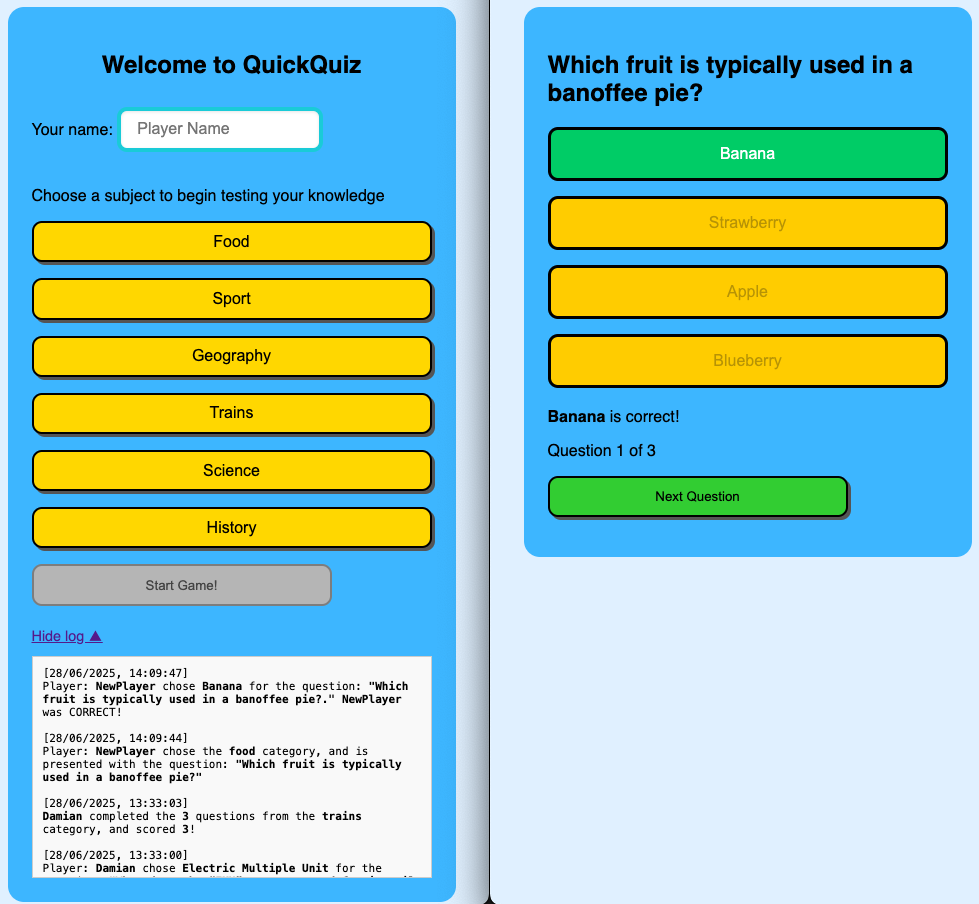 Welcome to QuickQuiz
Your name:
Player Name
Choose a subject to begin testing your knowledge
Food
Sport
Geography
Trains
Science
History
Start Game!
Hide log ▲
[28/06/2025, 14:09:47]
Player: NewPlayer chose Banana for the question: "Which
fruit is typically used in a banoffee pie?." NewPlayer
was CORRECT!
[28/06/2025, 14:09:44]
Player: NewPlayer chose the food category, and is
presented with the question: "Which fruit is typically
used in a banoffee pie?"
[28/06/2025, 13:33:03]
Damian completed the 3 questions from the trains
category, and scored 3!
[28/06/2025, 13:33:00]
Player: Damian chose Electric Multiple Unit for the
Which fruit is typically used in a
banoffee pie?
Banana
Strawberry
Apple
Blueberry
Banana is correct!
Question 1 of 3
Next Question